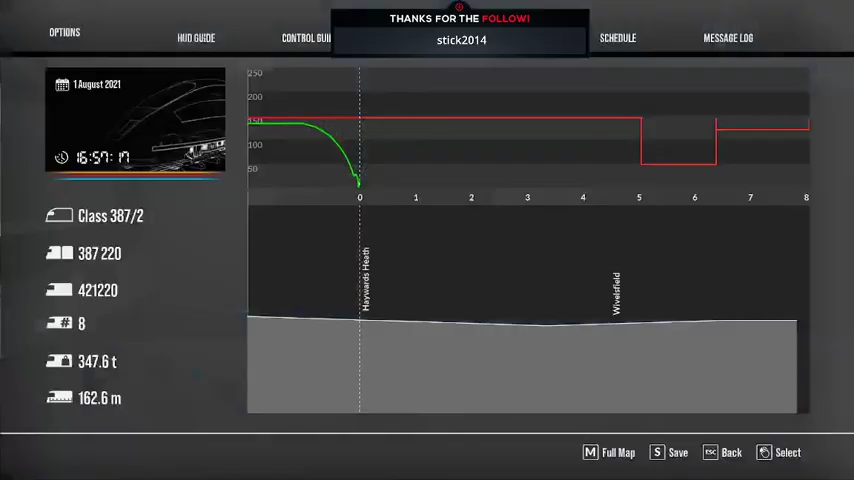 THANKS FOR THE FOLLOW!
stick2014
OPTIONS
HUD GUIDE
CONTROL GUI
SCHEDULE
MESSAGE LOG
1 August 2021
16:57:17
Class 387/2
387 220
421220
8
347.6 t
162.6 m
250
200
150
100
50
0 1 2 3 4 5 6 7 8
Haywards Heath
Wivelsfield
M Full Map
S Save
ESC Back
Select